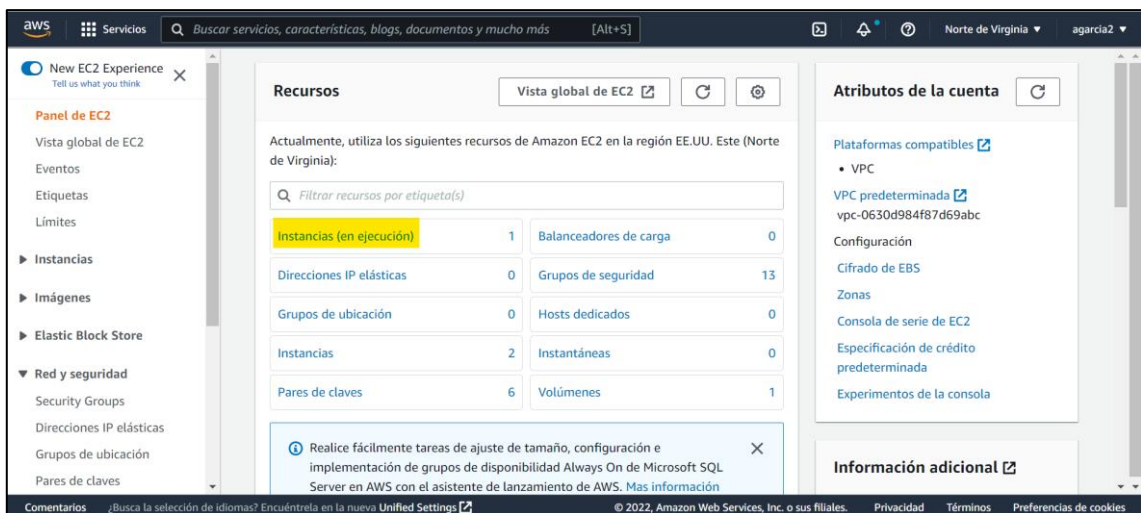 aws
Servicios
Buscar servicios, características, blogs, documentos y mucho más
[Alt+S]
Norte de Virginia
agarcia2
New EC2 Experience
Tell us what you think
Panel de EC2
Vista global de EC2
Eventos
Etiquetas
Límites
Instancias
Imágenes
Elastic Block Store
Red y seguridad
Security Groups
Direcciones IP elásticas
Grupos de ubicación
Pares de claves
Recursos
Vista global de EC2
Actualmente, utiliza los siguientes recursos de Amazon EC2 en la región EE.UU. Este (Norte
de Virginia):
Filtrar recursos por etiqueta(s)
Instancias (en ejecución) 1
Balanceadores de carga 0
Direcciones IP elásticas 0
Grupos de seguridad 13
Grupos de ubicación 0
Hosts dedicados 0
Instancias 2
Instantáneas 0
Pares de claves 6
Volúmenes 1
Realice fácilmente tareas de ajuste de tamaño, configuración e
implementación de grupos de disponibilidad Always On de Microsoft SQL
Server en AWS con el asistente de lanzamiento de AWS. Mas información
Atributos de la cuenta
Plataformas compatibles
• VPC
VPC predeterminada
vpc-0630d984f87d69abc
Configuración
Cifrado de EBS
Zonas
Consola de serie de EC2
Especificación de crédito
predeterminada
Experimentos de la consola
Información adicional
Comentarios
¿Busca la selección de idiomas? Encuéntrela en la nueva Unified Settings
© 2022, Amazon Web Services, Inc. o sus filiales.
Privacidad
Términos
Preferencias de cookies